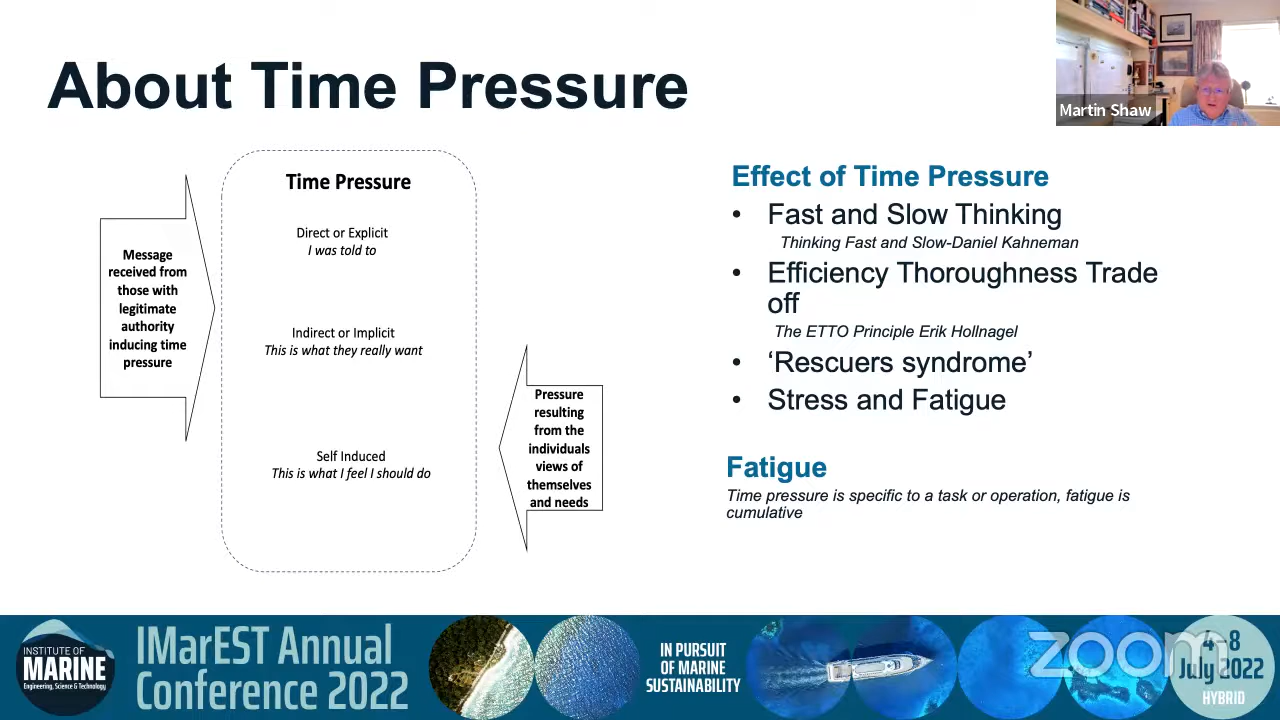 About Time Pressure
Martin Shaw
Time Pressure
Direct or Explicit
I was told to
Indirect or Implicit
This is what they really want
Self Induced
This is what I feel I should do
Message
received from
those with
legitimate
authority
inducing time
pressure
Pressure
resulting
from the
individuals
views of
themselves
and needs
Effect of Time Pressure
• Fast and Slow Thinking
Thinking Fast and Slow-Daniel Kahneman
• Efficiency Thoroughness Trade
off
The ETTO Principle Erik Hollnagel
• ‘Rescuers syndrome’
• Stress and Fatigue
Fatigue
Time pressure is specific to a task or operation, fatigue is
cumulative
INSTITUTE OF
MARINE
Engineering, Science & Technology
IMarEST Annual
Conference 2022
IN PURSUIT
OF MARINE
SUSTAINABILITY
zoom
4–8
July 2022
HYBRID